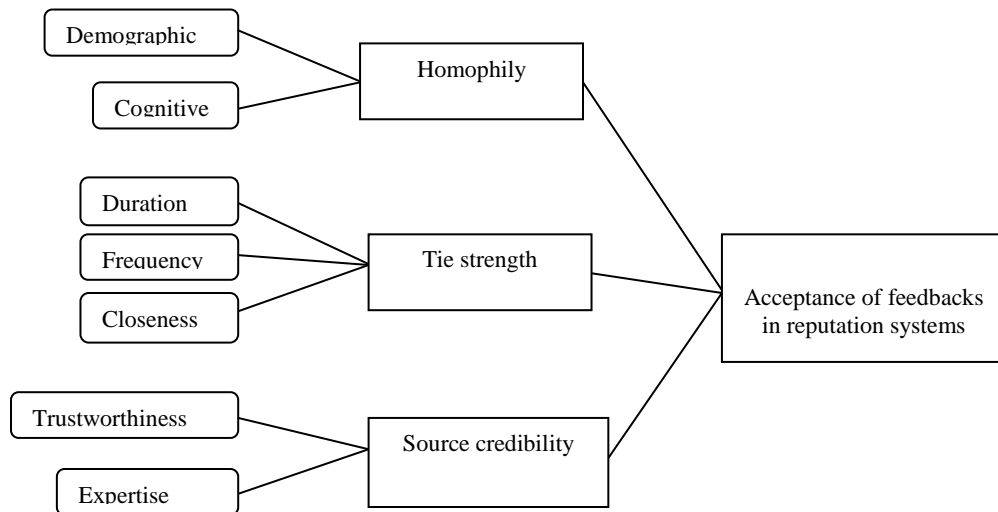 Demographic
Cognitive
Homophily
Duration
Frequency
Closeness
Tie strength
Trustworthiness
Expertise
Source credibility
Acceptance of feedbacks
in reputation systems